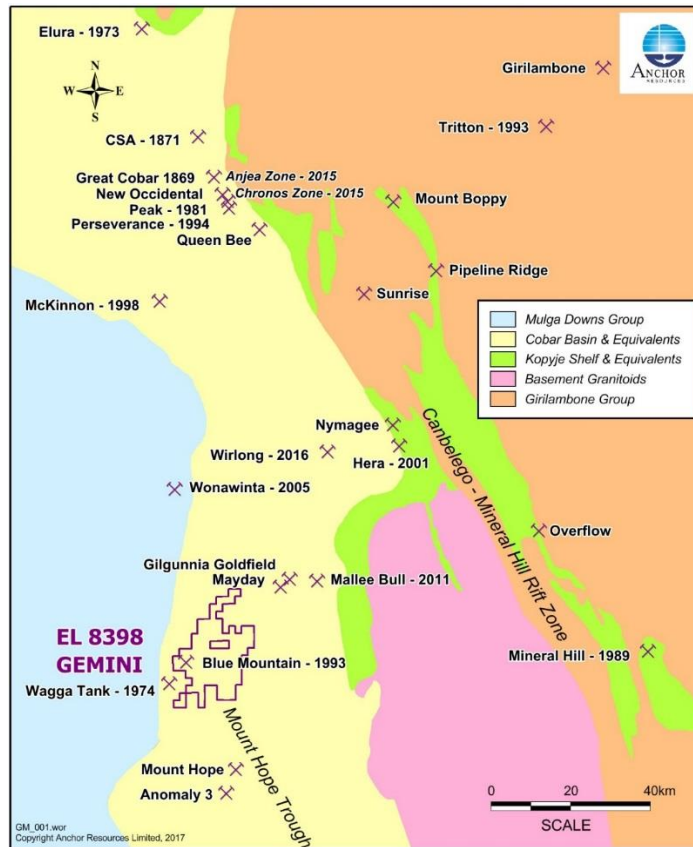 Elura - 1973
N
W E
S
ANCHOR
RESOURCES
Girilambone
Tritton - 1993
CSA - 1871
Great Cobar 1869
Anjea Zone - 2015
New Occidental
Chronos Zone - 2015
Peak - 1981
Perseverance - 1994
Queen Bee
Mount Boppy
Pipeline Ridge
McKinnon - 1998
Sunrise
Mulga Downs Group
Cobar Basin & Equivalents
Kopyje Shelf & Equivalents
Basement Granitoids
Girilambone Group
Nymagee
Wirlong - 2016
Hera - 2001
Canbelego - Mineral Hill Rift Zone
Wonawinta - 2005
Overflow
Gilgunnia Goldfield
Mayday
Mallee Bull - 2011
EL 8398
GEMINI
Blue Mountain - 1993
Mineral Hill - 1989
Wagga Tank - 1974
Mount Hope Trough
Mount Hope
Anomaly 3
0 20 40km
SCALE
GM_001.wor
Copyright Anchor Resources Limited, 2017